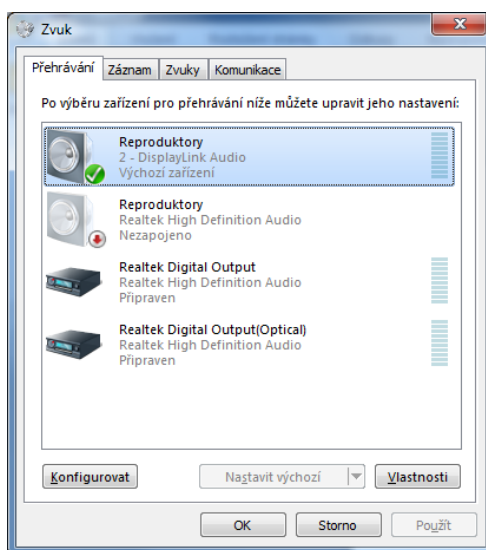 Zvuk
Přehrávání Záznam Zvuky Komunikace
Po výběru zařízení pro přehrávání níže můžete upravit jeho nastavení:
Reproduktory
2 - DisplayLink Audio
Výchozí zařízení
Reproduktory
Realtek High Definition Audio
Nezapojeno
Realtek Digital Output
Realtek High Definition Audio
Připraven
Realtek Digital Output(Optical)
Realtek High Definition Audio
Připraven
Konfigurovat Nastavit výchozí Vlastnosti
OK Storno Použít